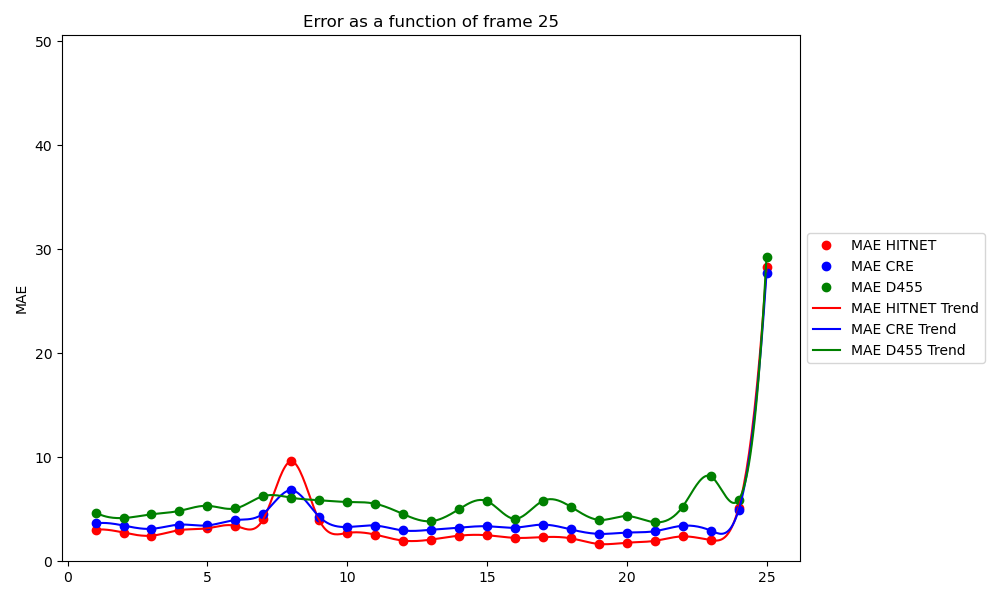 Error as a function of frame 25
MAE
50
40
30
20
10
0
0 5 10 15 20 25
MAE HITNET
MAE CRE
MAE D455
MAE HITNET Trend
MAE CRE Trend
MAE D455 Trend